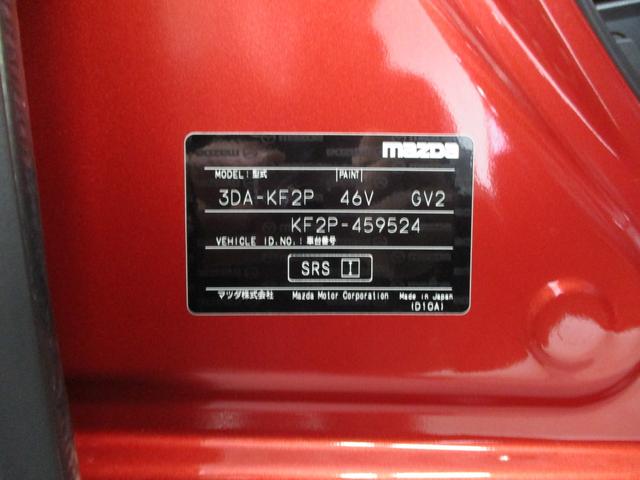 mazda
MODEL:型式 PAINT
3DA-KF2P 46V GV2
KF2P-459524
VEHICLE ID.NO.:車台番号
SRS I
マツダ株式会社 Mazda Motor Corporation Made in Japan
(D10A)